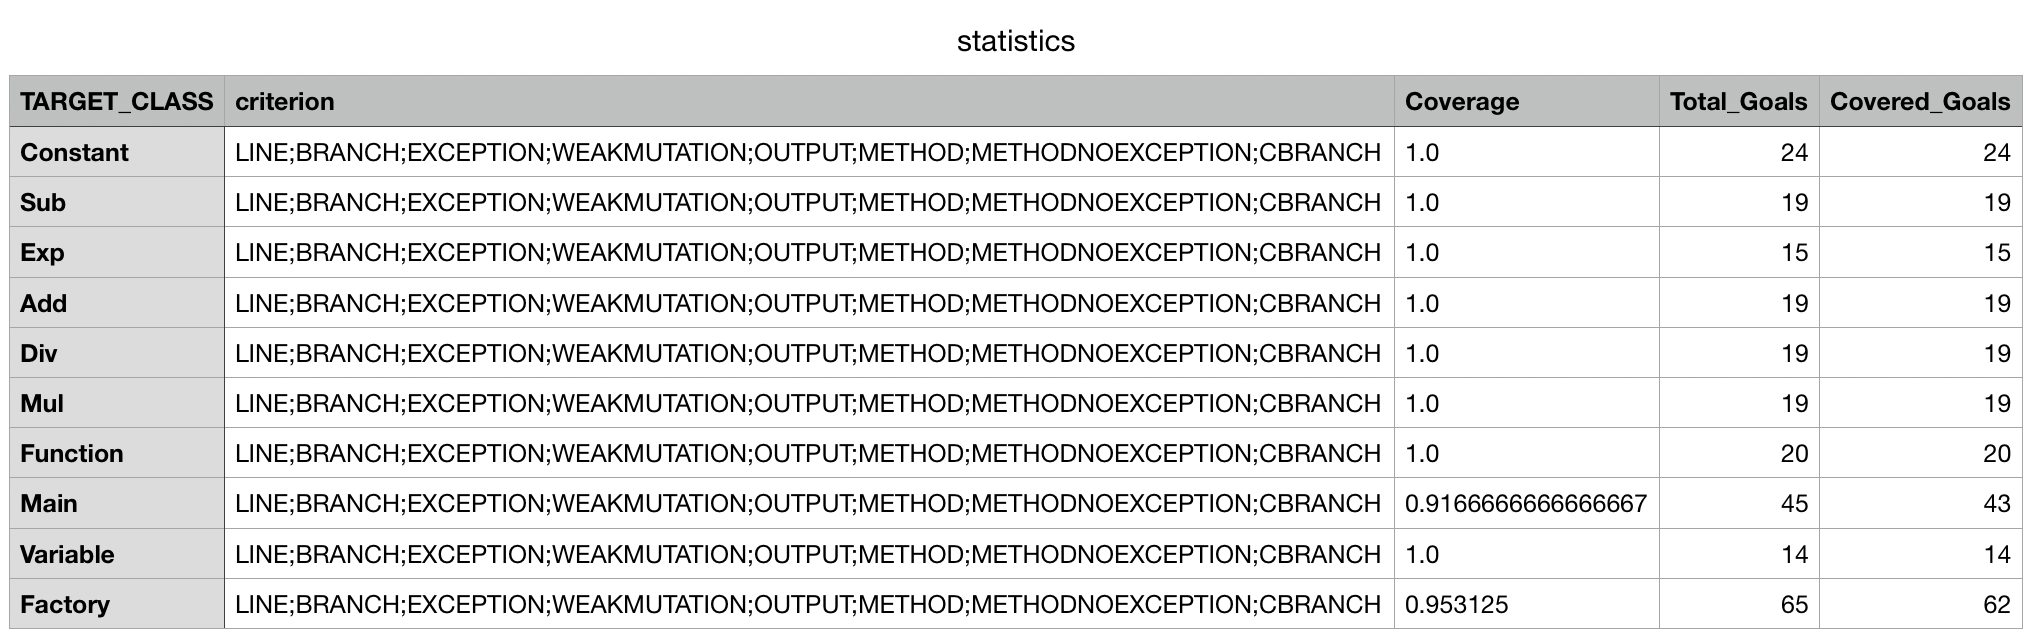 statistics
TARGET_CLASS criterion Coverage Total_Goals Covered_Goals
Constant LINE;BRANCH;EXCEPTION;WEAKMUTATION;OUTPUT;METHOD;METHODNOEXCEPTION;CBRANCH 1.0 24 24
Sub LINE;BRANCH;EXCEPTION;WEAKMUTATION;OUTPUT;METHOD;METHODNOEXCEPTION;CBRANCH 1.0 19 19
Exp LINE;BRANCH;EXCEPTION;WEAKMUTATION;OUTPUT;METHOD;METHODNOEXCEPTION;CBRANCH 1.0 15 15
Add LINE;BRANCH;EXCEPTION;WEAKMUTATION;OUTPUT;METHOD;METHODNOEXCEPTION;CBRANCH 1.0 19 19
Div LINE;BRANCH;EXCEPTION;WEAKMUTATION;OUTPUT;METHOD;METHODNOEXCEPTION;CBRANCH 1.0 19 19
Mul LINE;BRANCH;EXCEPTION;WEAKMUTATION;OUTPUT;METHOD;METHODNOEXCEPTION;CBRANCH 1.0 19 19
Function LINE;BRANCH;EXCEPTION;WEAKMUTATION;OUTPUT;METHOD;METHODNOEXCEPTION;CBRANCH 1.0 20 20
Main LINE;BRANCH;EXCEPTION;WEAKMUTATION;OUTPUT;METHOD;METHODNOEXCEPTION;CBRANCH 0.9166666666666667 45 43
Variable LINE;BRANCH;EXCEPTION;WEAKMUTATION;OUTPUT;METHOD;METHODNOEXCEPTION;CBRANCH 1.0 14 14
Factory LINE;BRANCH;EXCEPTION;WEAKMUTATION;OUTPUT;METHOD;METHODNOEXCEPTION;CBRANCH 0.953125 65 62